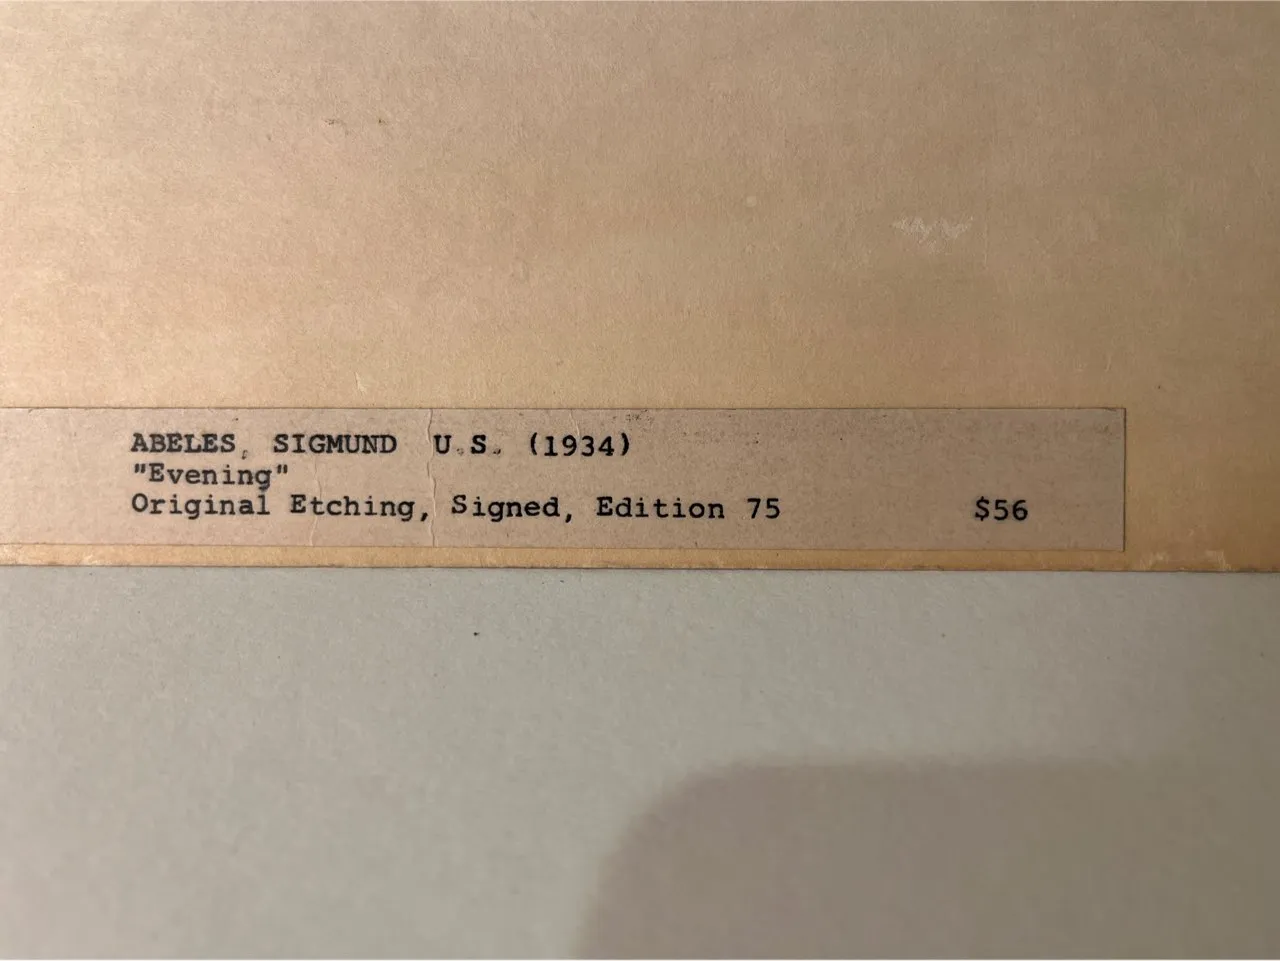 ABELES, SIGMUND U.S. (1934)
"Evening"
Original Etching, Signed, Edition 75 $56